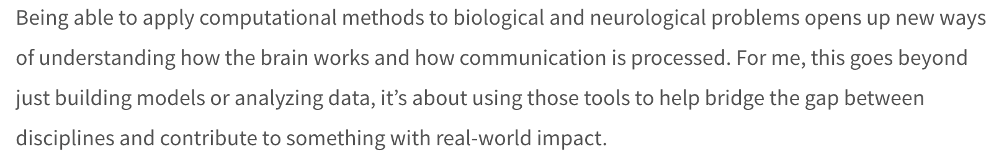 Being able to apply computational methods to biological and neurological problems opens up new ways
of understanding how the brain works and how communication is processed. For me, this goes beyond
just building models or analyzing data, it’s about using those tools to help bridge the gap between
disciplines and contribute to something with real-world impact.